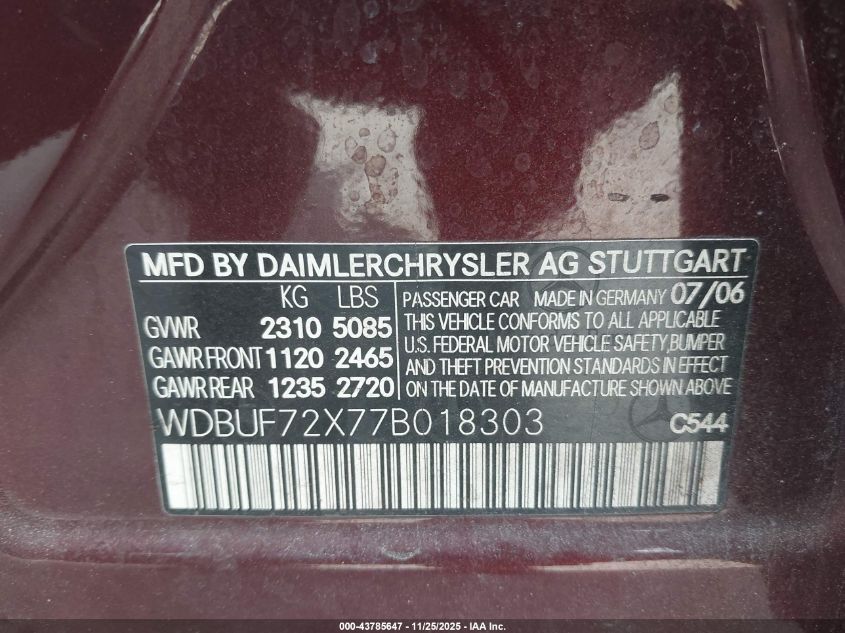 MFD BY DAIMLERCHRYSLER AG STUTTGART
KG LBS
GVWR 2310 5085
GAWR FRONT 1120 2465
GAWR REAR 1235 2720
PASSENGER CAR MADE IN GERMANY 07/06
THIS VEHICLE CONFORMS TO ALL APPLICABLE
U.S. FEDERAL MOTOR VEHICLE SAFETY, BUMPER
AND THEFT PREVENTION STANDARDS IN EFFECT
ON THE DATE OF MANUFACTURE SHOWN ABOVE
WDBUF72X77B018303 C544
000-43785647 - 11/25/2025 - IAA Inc.